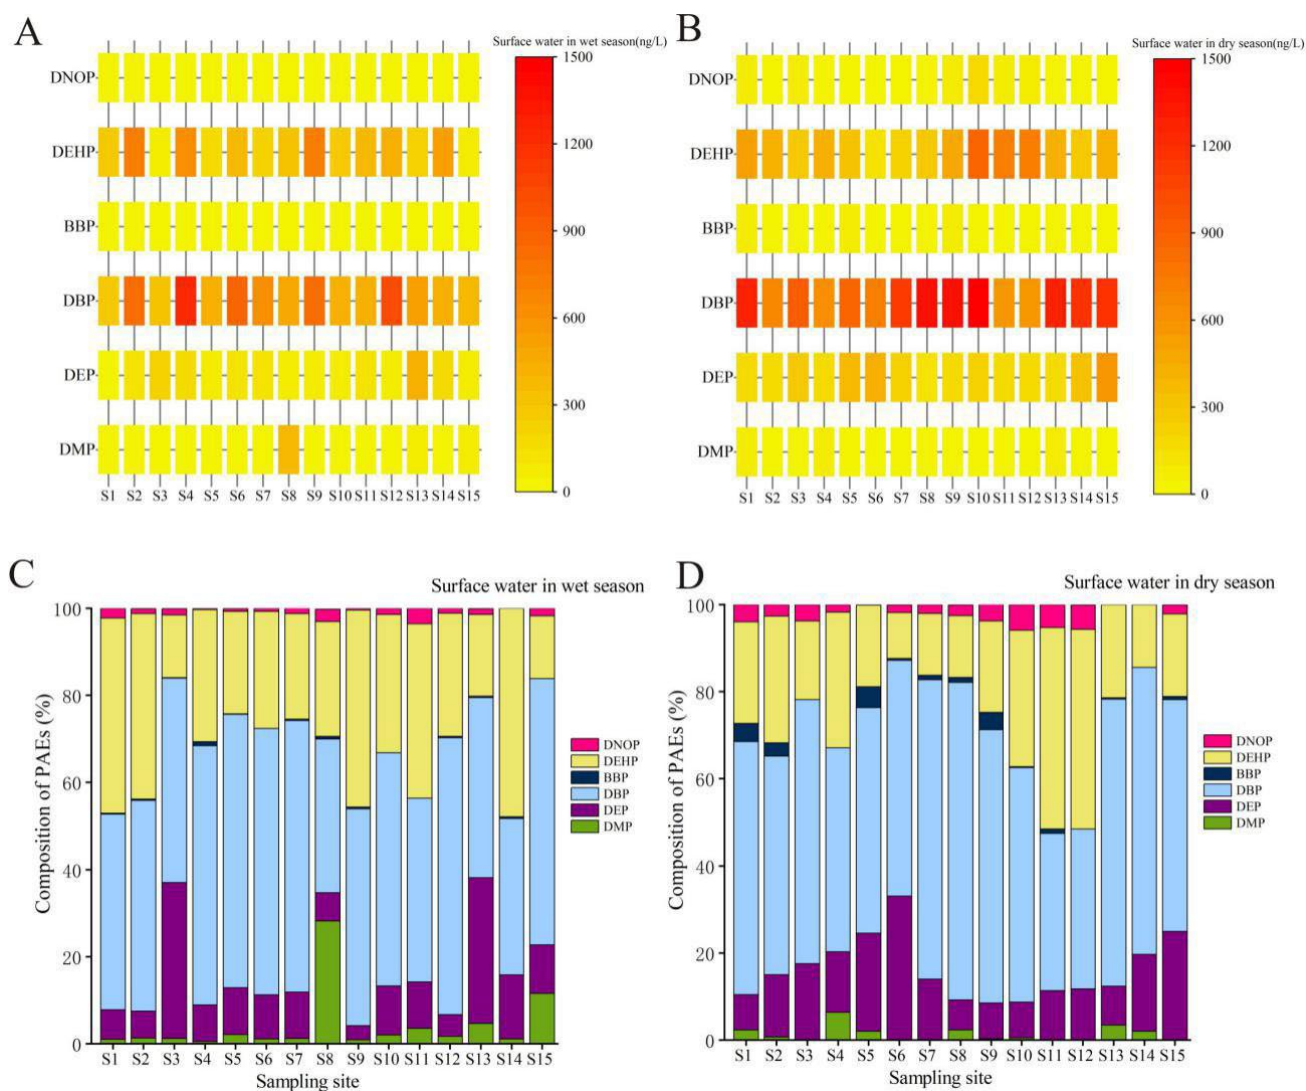 A
Surface water in wet season(ng/L)
DNOP
DEHP
BBP
DBP
DEP
DMP
S1 S2 S3 S4 S5 S6 S7 S8 S9 S10 S11 S12 S13 S14 S15
1500
1200
900
600
300
0
B
Surface water in dry season(ng/L)
DNOP
DEHP
BBP
DBP
DEP
DMP
S1 S2 S3 S4 S5 S6 S7 S8 S9 S10 S11 S12 S13 S14 S15
1500
1200
900
600
300
0
C
Surface water in wet season
Composition of PAEs (%)
100
80
60
40
20
0
S1 S2 S3 S4 S5 S6 S7 S8 S9 S10 S11 S12 S13 S14 S15
Sampling site
DNOP
DEHP
BBP
DBP
DEP
DMP
D
Surface water in dry season
Composition of PAEs (%)
100
80
60
40
20
0
S1 S2 S3 S4 S5 S6 S7 S8 S9 S10 S11 S12 S13 S14 S15
Sampling site
DNOP
DEHP
BBP
DBP
DEP
DMP